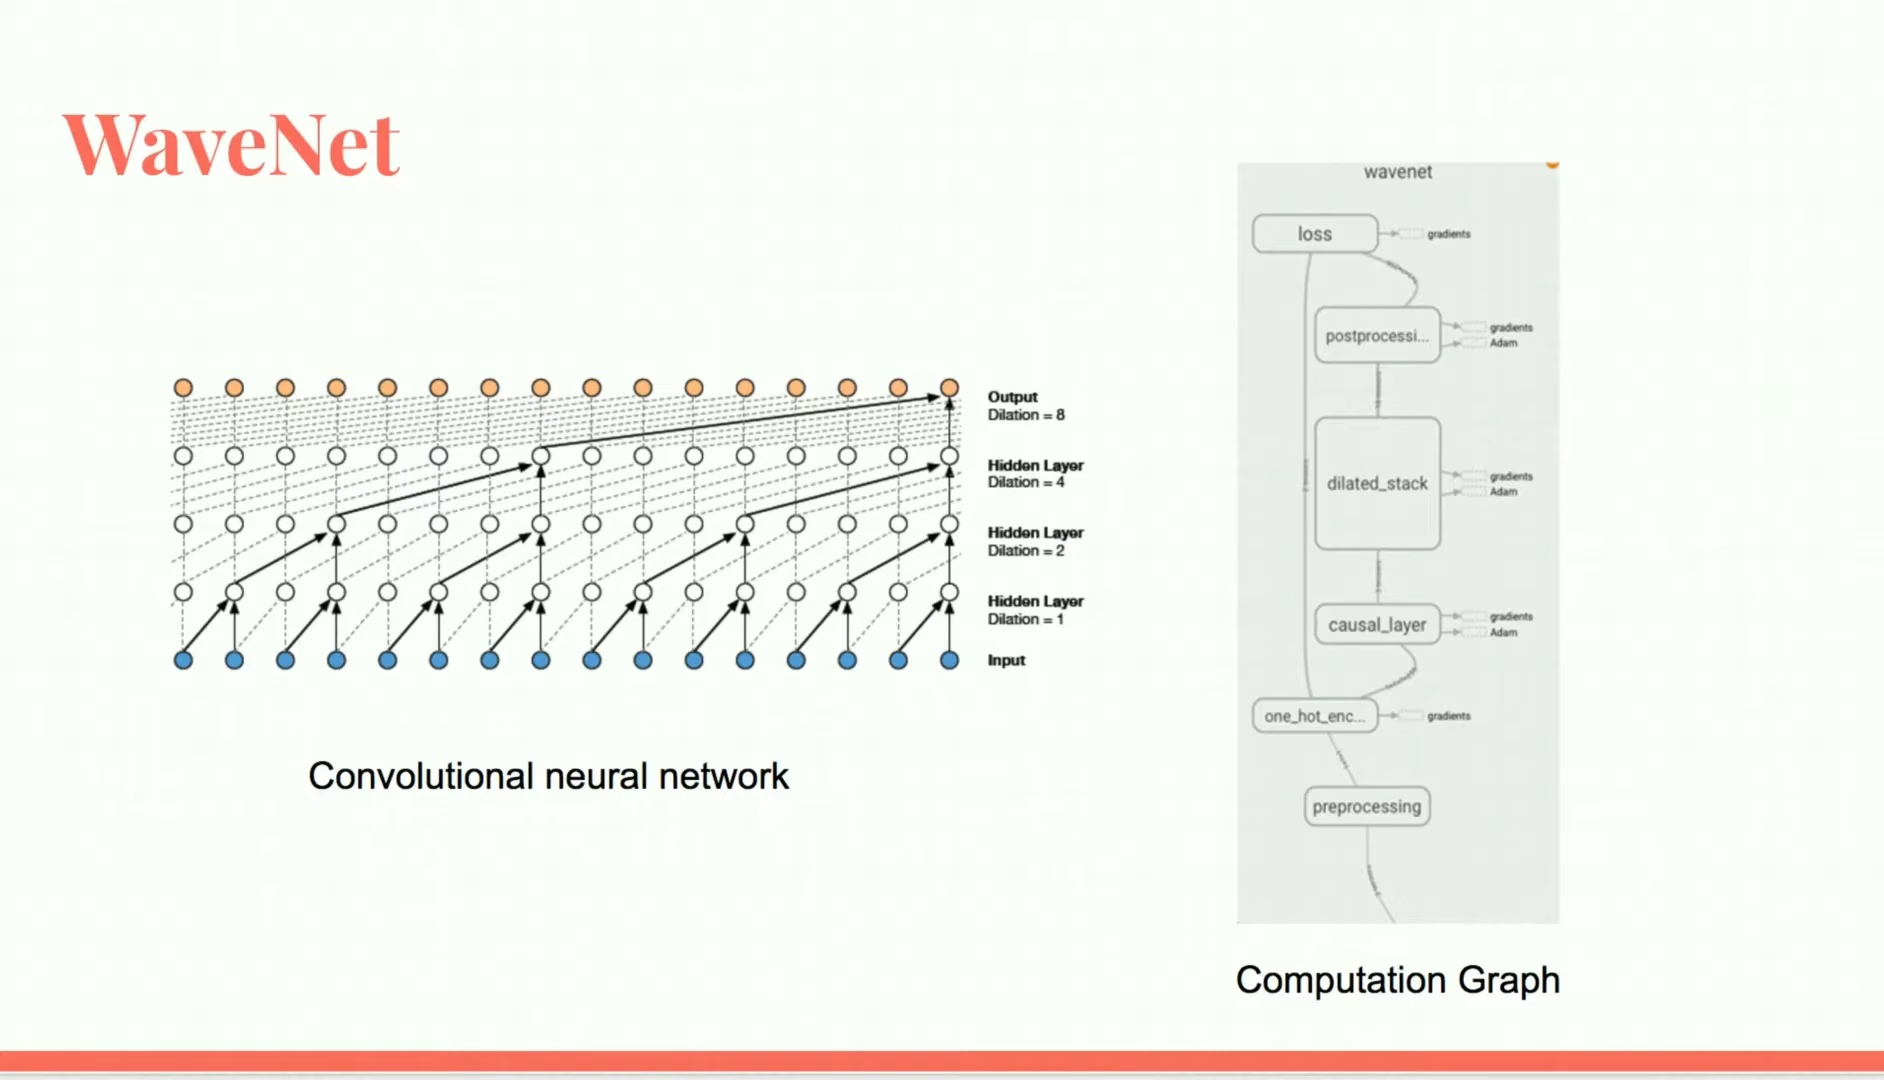 WaveNet
Output
Dilation = 8
Hidden Layer
Dilation = 4
Hidden Layer
Dilation = 2
Hidden Layer
Dilation = 1
Input
Convolutional neural network
wavenet
loss
gradients
postprocessi...
gradients
Adam
dilated_stack
gradients
Adam
causal_layer
gradients
Adam
one_hot_enc...
gradients
preprocessing
Computation Graph